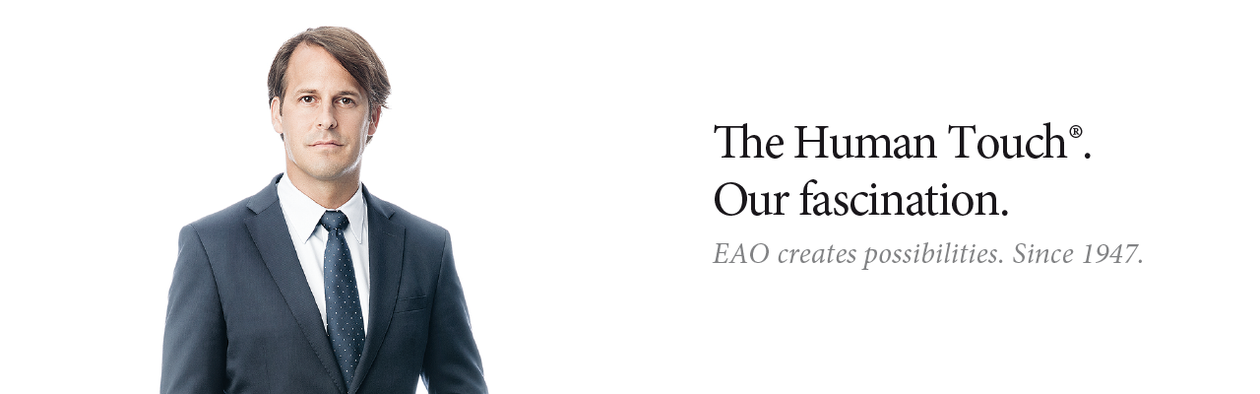 The Human Touch®.
Our fascination.
EAO creates possibilities. Since 1947.